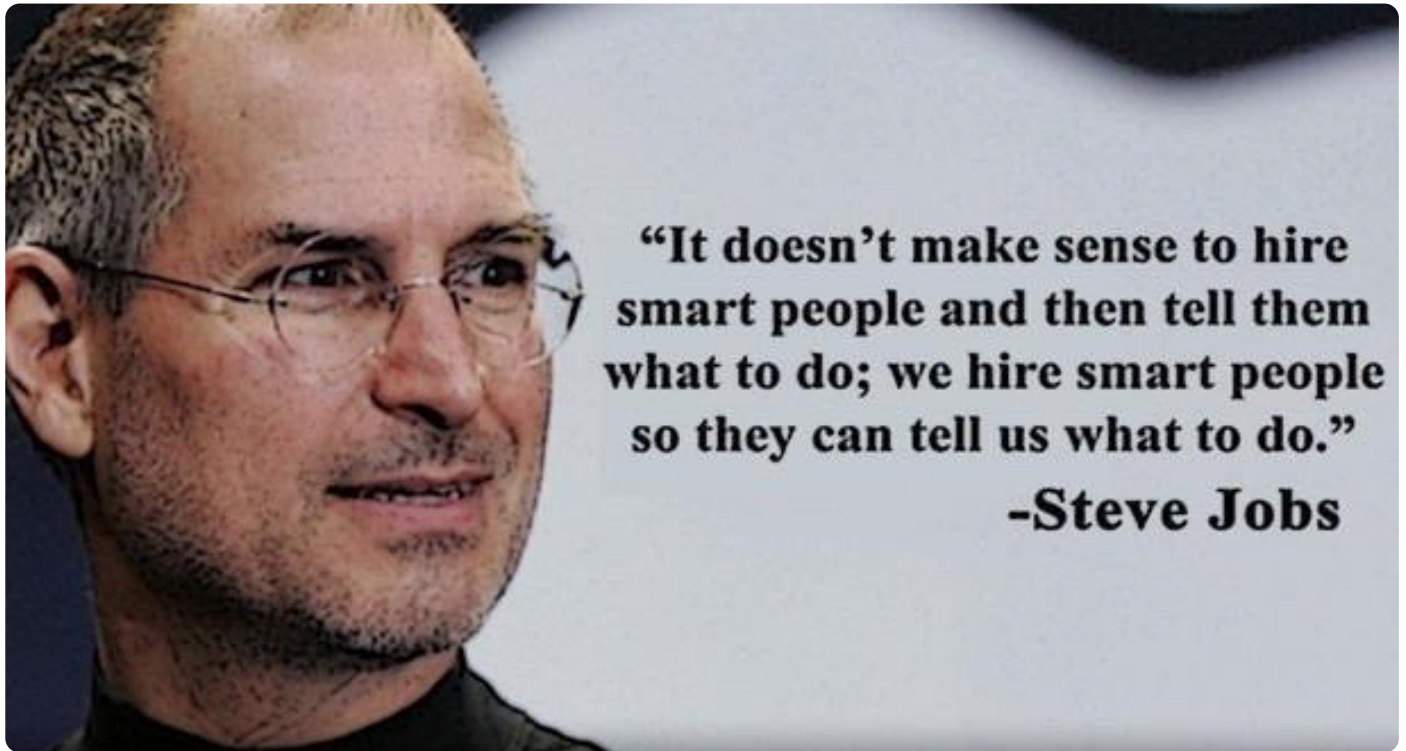 “It doesn’t make sense to hire
smart people and then tell them
what to do; we hire smart people
so they can tell us what to do.”
-Steve Jobs